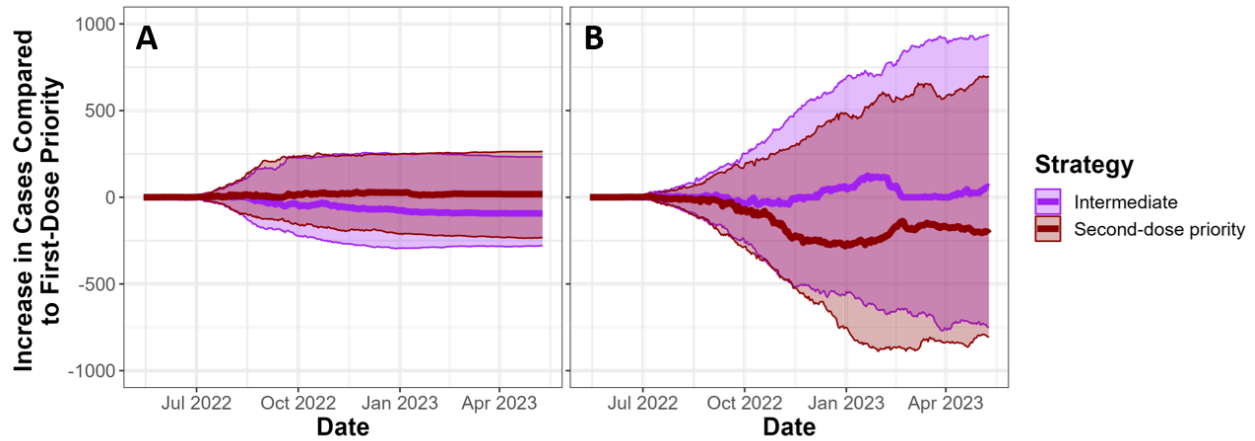 Increase in Cases Compared
to First-Dose Priority
1000
500
0
-500
-1000
A
B
Jul 2022
Oct 2022
Jan 2023
Apr 2023
Jul 2022
Oct 2022
Jan 2023
Apr 2023
Date
Date
Strategy
Intermediate
Second-dose priority